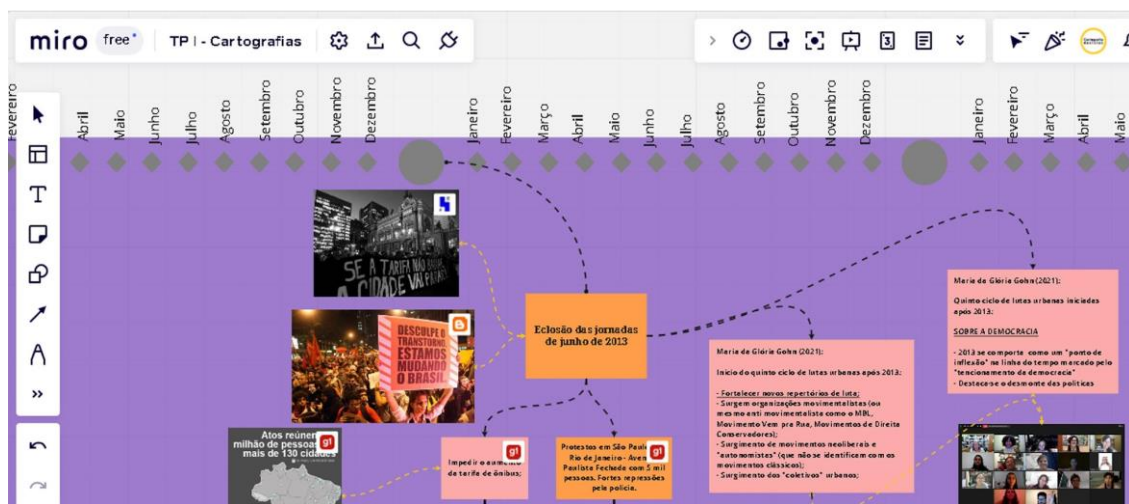 miro free
TP I - Cartografias
3
Fevereiro
Abril
Maio
Junho
Julho
Agosto
Setembro
Outubro
Novembro
Dezembro
Janeiro
Fevereiro
Março
Abril
Maio
Junho
Julho
Agosto
Setembro
Outubro
Novembro
Dezembro
Janeiro
Fevereiro
Março
Abril
Maio
SE A TARIFA NÃO
A CIDADE VAI
DESCULPE O
TRANSTORNO,
ESTAMOS
MUDANDO
O BRASIL.
Eclosão das jornadas
de junho de 2013
Maria da Glória Gohn (2021):
Quinto ciclo de lutas urbanas iniciadas
após 2013:
SOBRE A DEMOCRACIA
- 2013 se comporta como um "ponto de
inflexão" na linha do tempo marcado pelo
"tencionamento da democracia"
- Destaca-se o desmonte das políticas
Maria da Glória Gohn (2021):
Início do quinto ciclo de lutas urbanas após 2013:
- Fortalecer novos repertórios de luta;
- Surgem organizações movimentalistas (ou
mesmo anti movimentalista como o MBL,
Movimento Vem pra Rua, Movimentos de Direita
Conservadores);
- Surgimento de movimentos neoliberais e
"autonomistas" (que não se identificam com os
movimentos clássicos);
- Surgimento dos "coletivos" urbanos;
Atos reúnem
milhão de pessoas
mais de 130 cidades
g1
Impedir o aumento
da tarifa de ônibus;
g1
Protestos em São Paulo
Rio de Janeiro - Aven
Paulista Fechada com 5 mil
pessoas. Fortes repressões
pela polícia.
g1